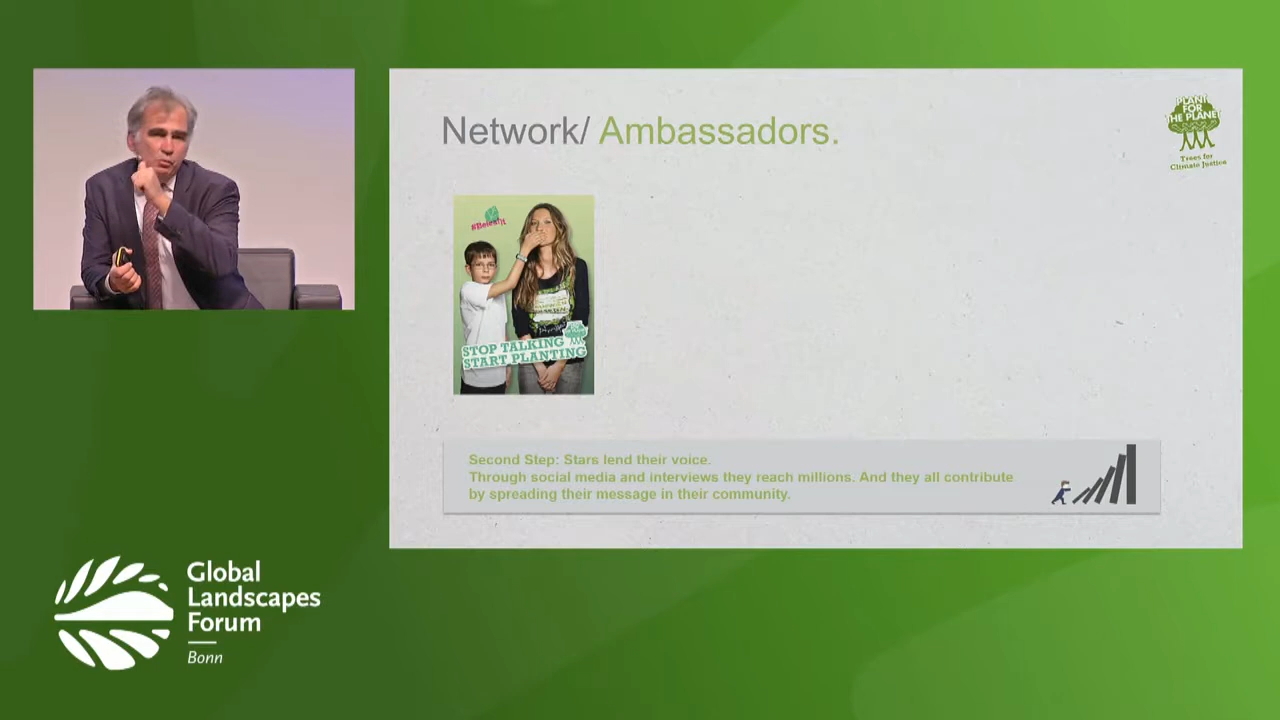 Network/ Ambassadors.
PLANT
FOR
THE PLANET
Trees for
Climate Justice
STOP TALKING
START PLANTING
Second Step: Stars lend their voice.
Through social media and interviews they reach millions. And they all contribute
by spreading their message in their community.
Global
Landscapes
Forum
Bonn